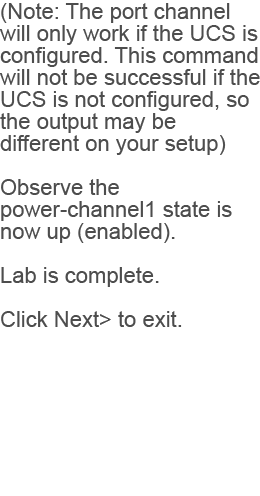 (Note: The port channel
will only work if the UCS is
configured. This command
will not be successful if the
UCS is not configured, so
the output may be
different on your setup)
Observe the
power-channel1 state is
now up (enabled).
Lab is complete.
Click Next> to exit.